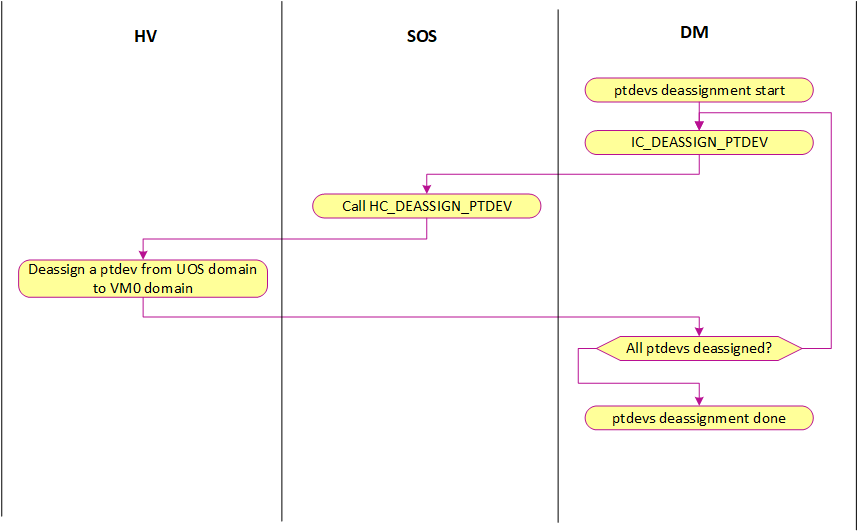 HV
SOS
DM
ptdevs deassignment start
IC_DEASSIGN_PTDEV
Call HC_DEASSIGN_PTDEV
Deassign a ptdev from UOS domain
to VM0 domain
All ptdevs deassigned?
ptdevs deassignment done